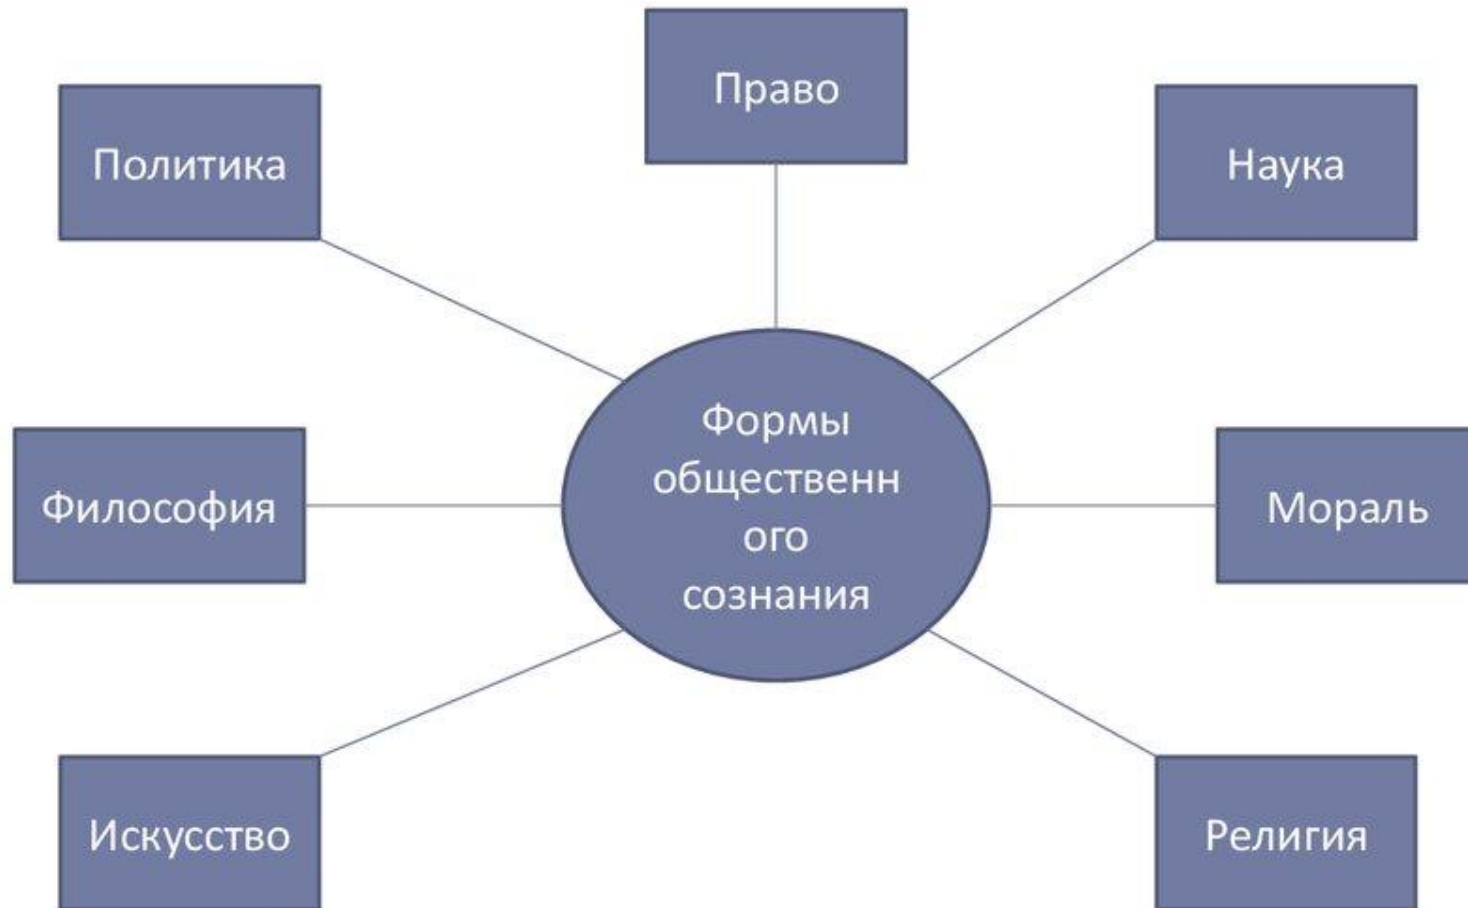 Право
Политика
Наука
Формы
общественн
ого
сознания
Философия
Мораль
Искусство
Религия